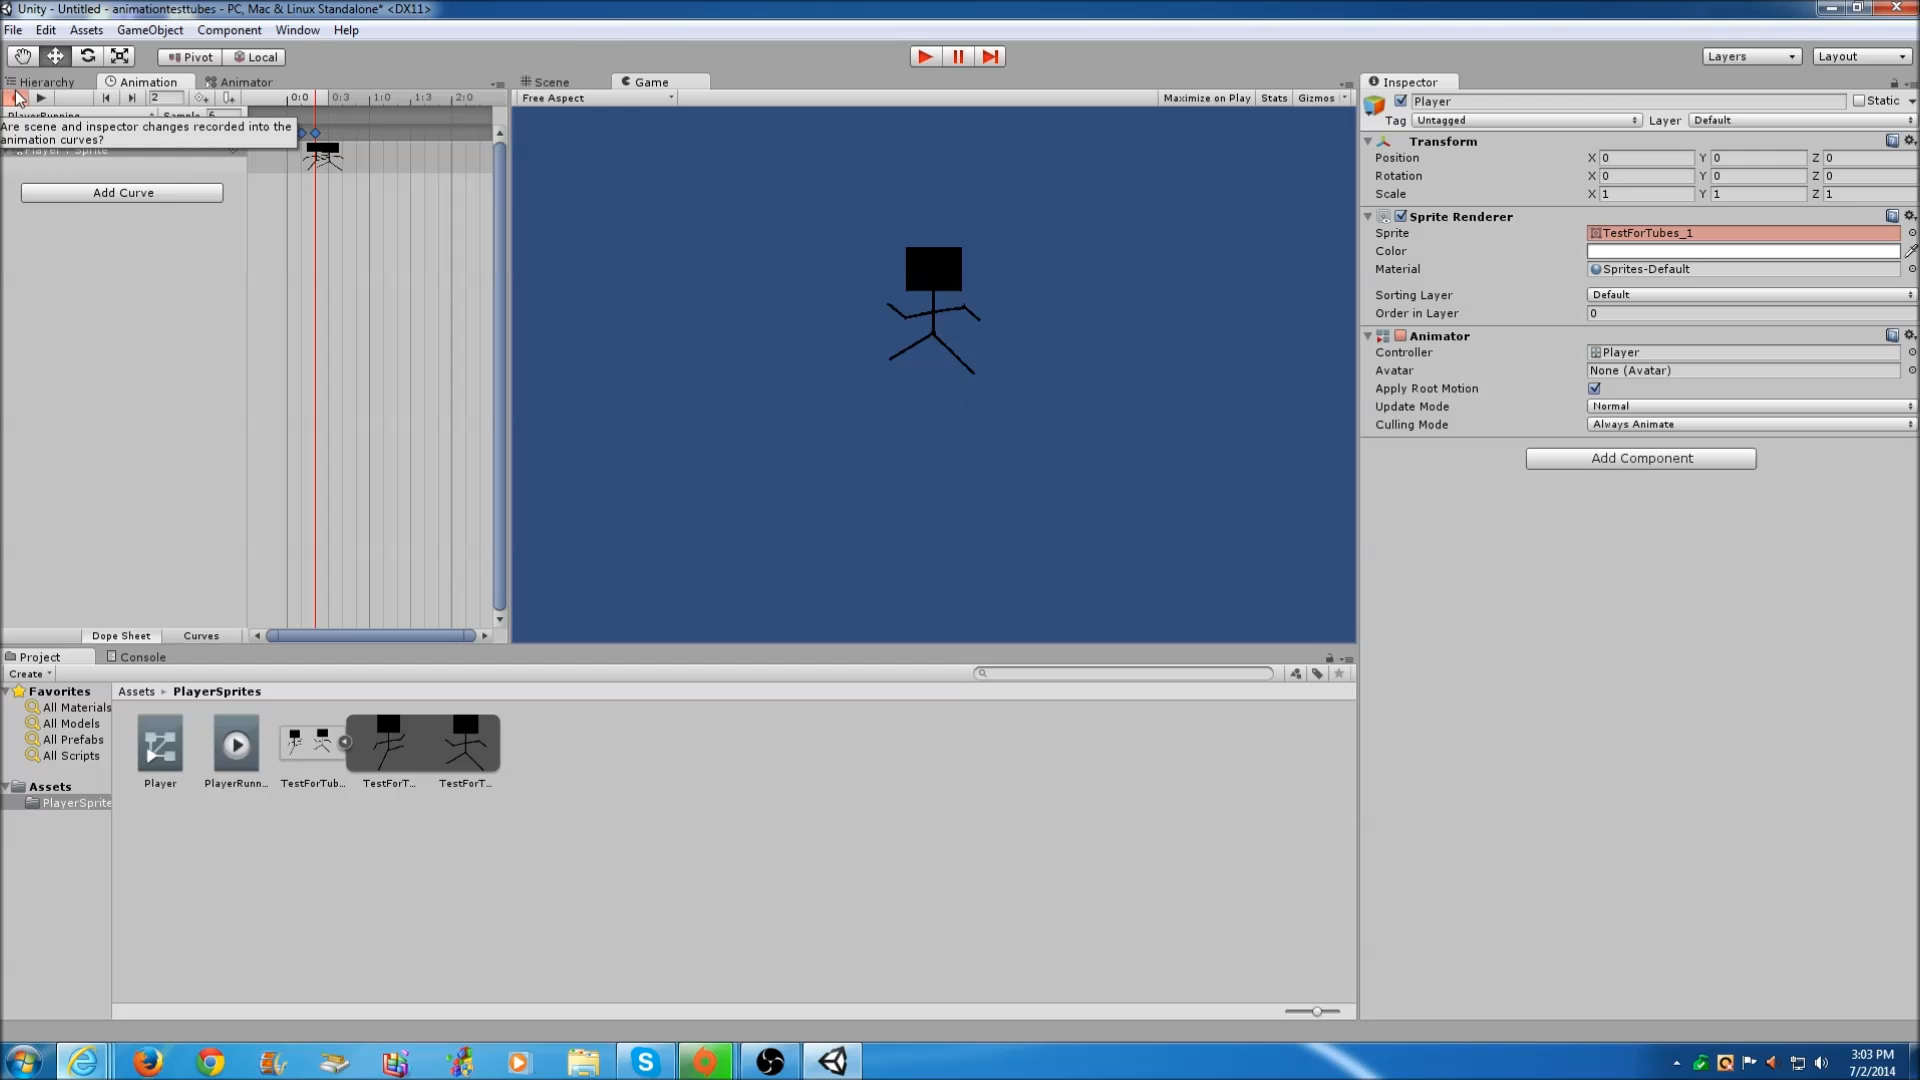 Unity - Untitled - animationtesttubes - PC, Mac & Linux Standalone* <DX11>
File Edit Assets GameObject Component Window Help
Pivot Local
Layers Layout
Hierarchy Animation Animator
Scene Game
Inspector
2 0:0 0:3 1:0 1:3 2:0
Free Aspect Maximize on Play Stats Gizmos
Player Static
PlayerRunning Sample 6
Tag Untagged Layer Default
Are scene and inspector changes recorded into the
animation curves?
Player : Sprite
Add Curve
Transform
Position X 0 Y 0 Z 0
Rotation X 0 Y 0 Z 0
Scale X 1 Y 1 Z 1
Sprite Renderer
Sprite TestForTubes_1
Color
Material Sprites-Default
Sorting Layer Default
Order in Layer 0
Animator
Controller Player
Avatar None (Avatar)
Apply Root Motion
Update Mode Normal
Culling Mode Always Animate
Add Component
Dope Sheet Curves
Project Console
Create
Favorites
All Materials
All Models
All Prefabs
All Scripts
Assets
PlayerSprite
Assets PlayerSprites
Player PlayerRunn... TestForTub... TestForT... TestForT...
3:03 PM
7/2/2014